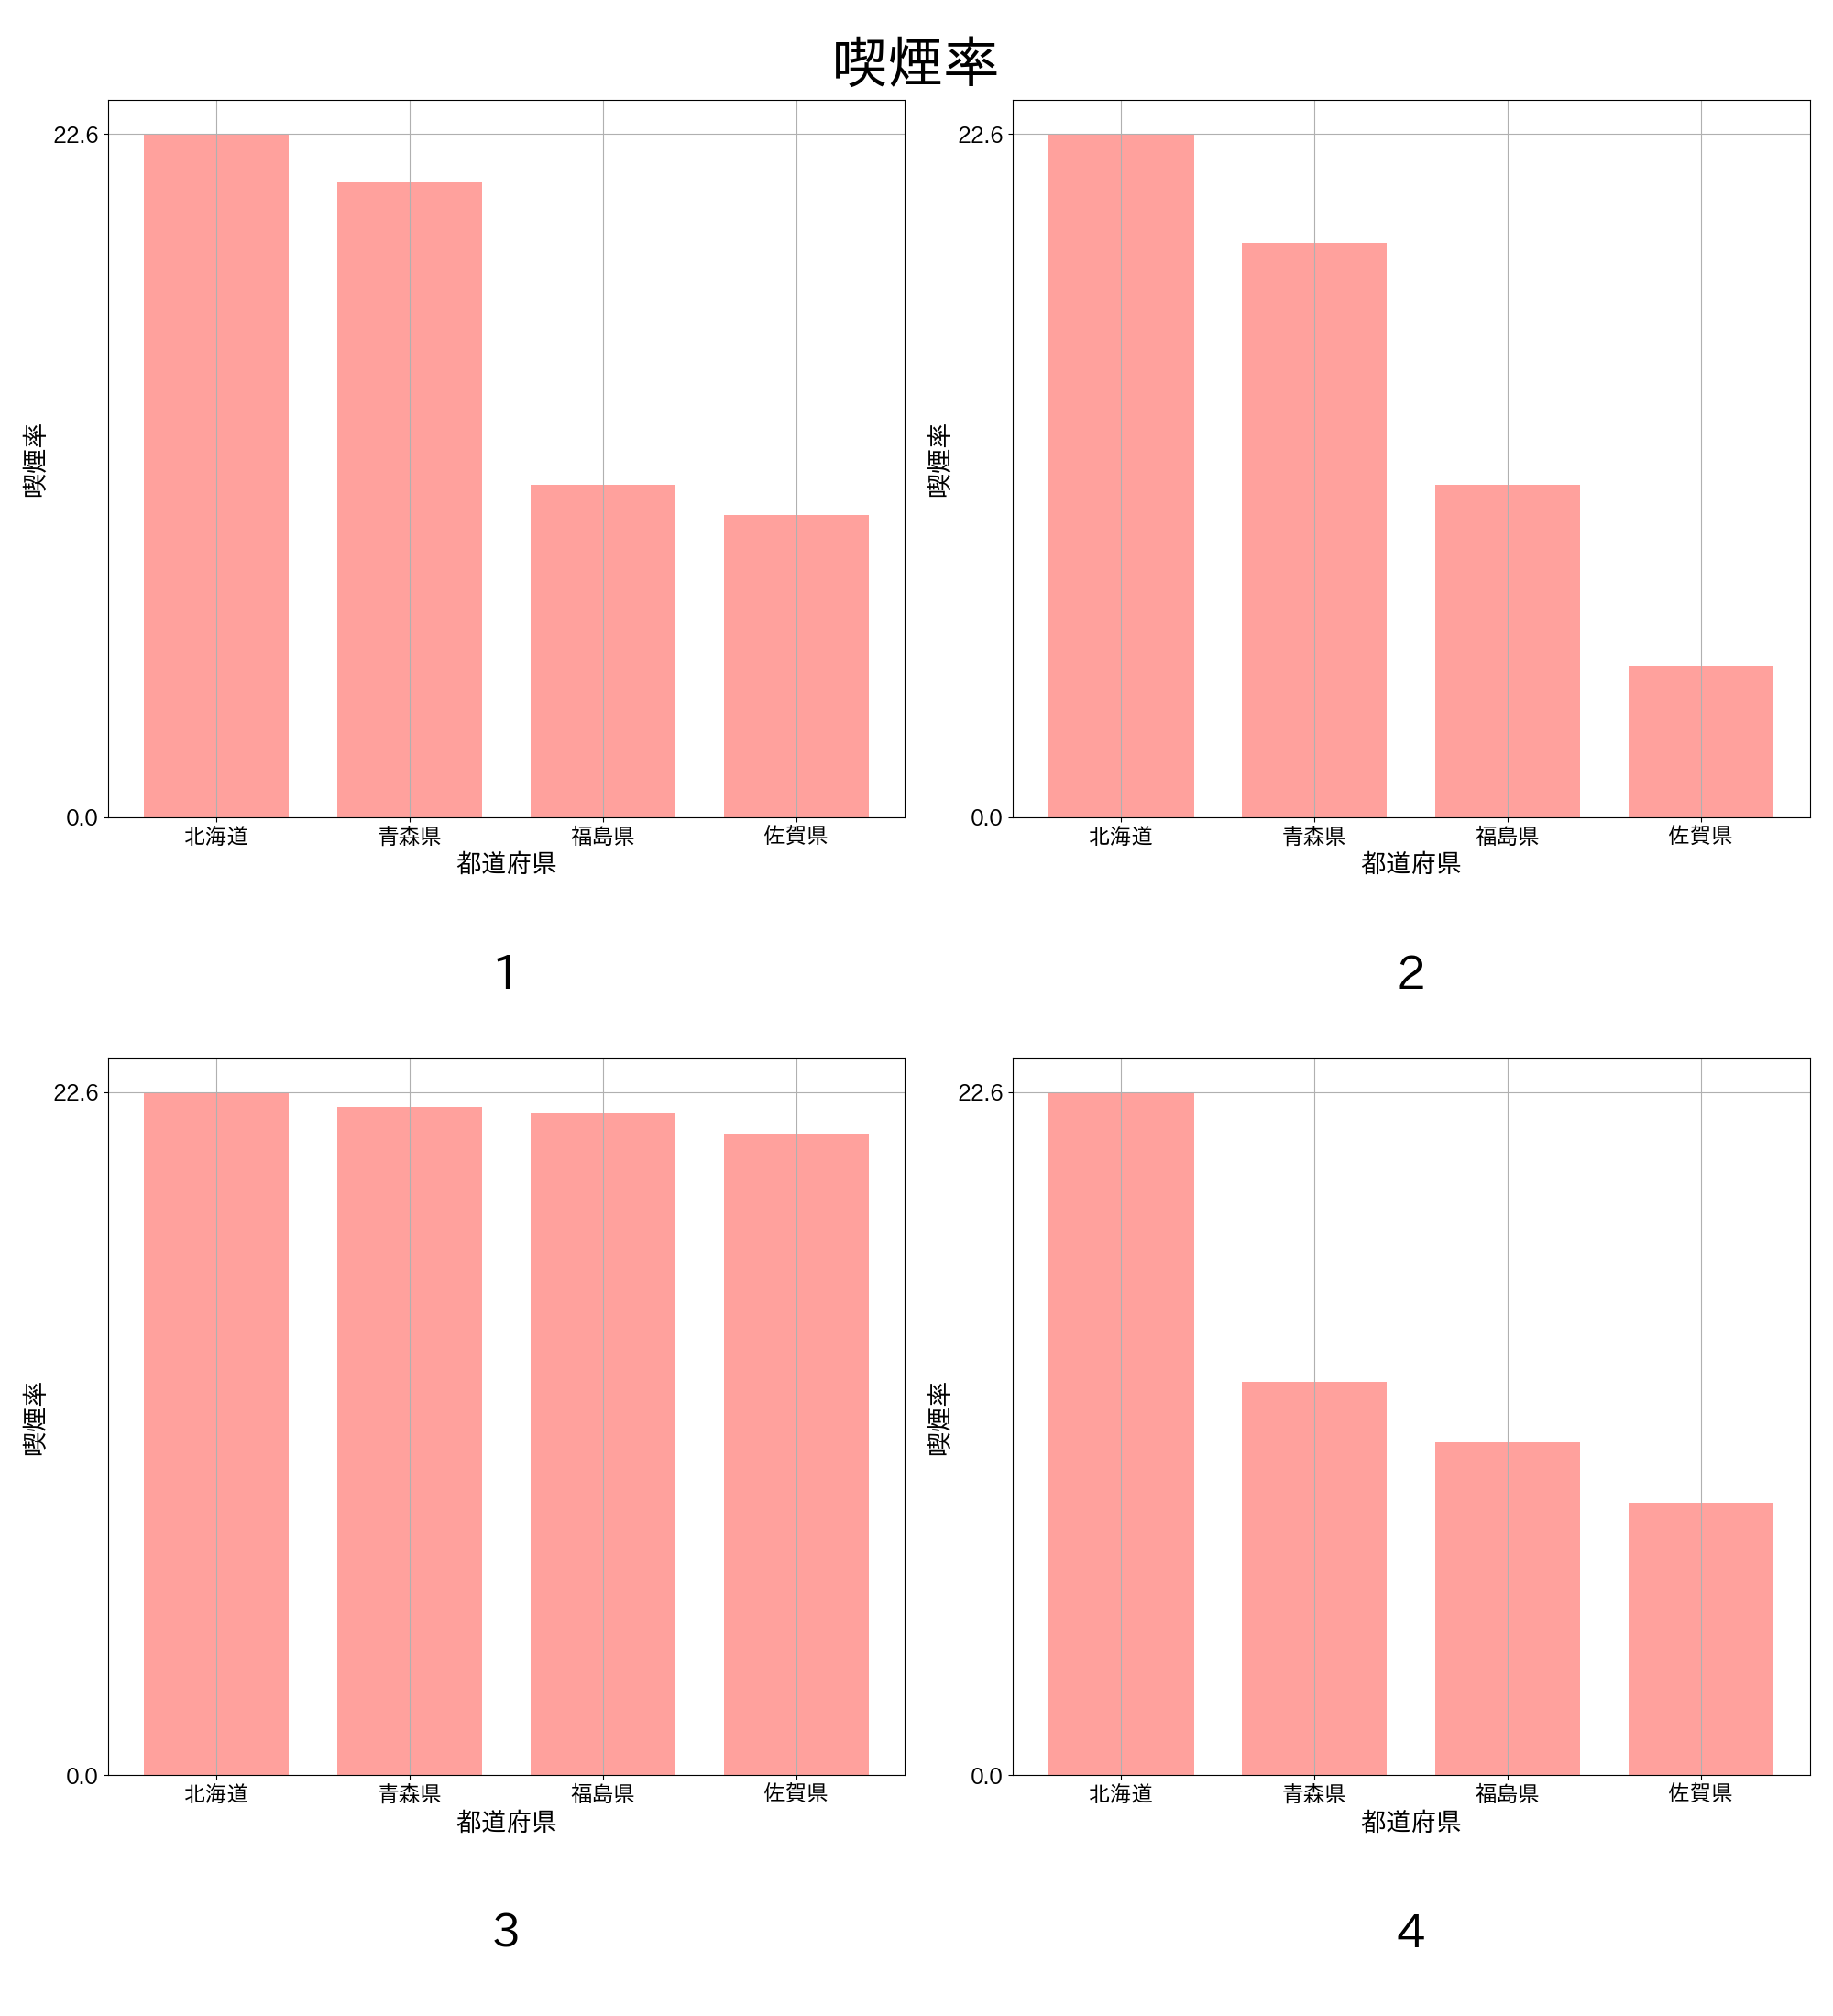 喫煙率
22.6
0.0
喫煙率
北海道 青森県 福島県 佐賀県
都道府県
1
22.6
0.0
喫煙率
北海道 青森県 福島県 佐賀県
都道府県
2
22.6
0.0
喫煙率
北海道 青森県 福島県 佐賀県
都道府県
3
22.6
0.0
喫煙率
北海道 青森県 福島県 佐賀県
都道府県
4